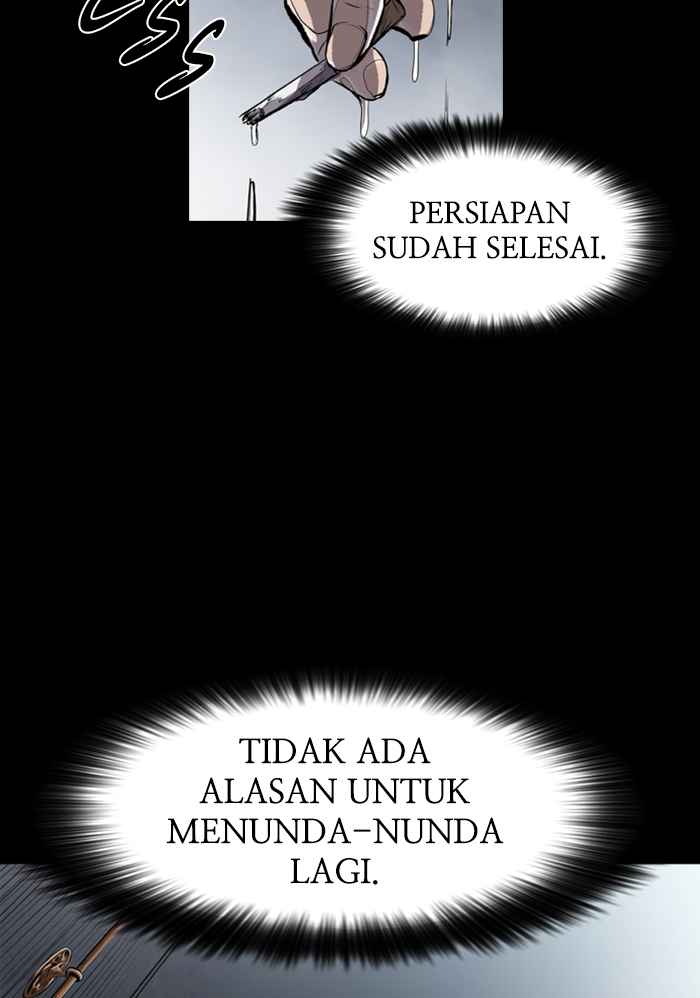 PERSIAPAN
SUDAH SELESAI.
TIDAK ADA
ALASAN UNTUK
MENUNDA-NUNDA
LAGI.